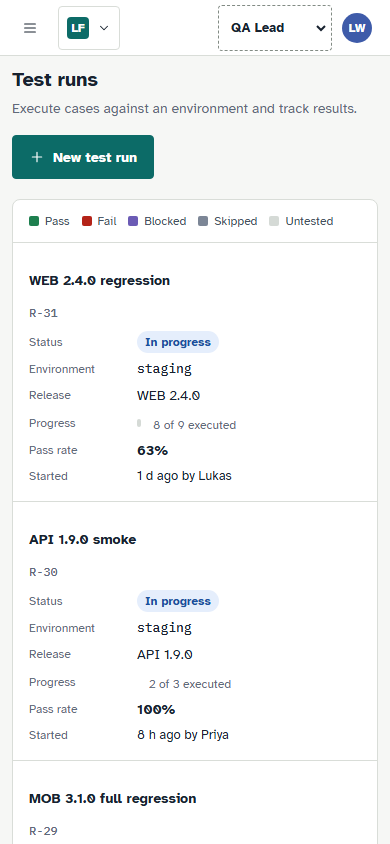 LF
QA Lead
LW
Test runs
Execute cases against an environment and track results.
+ New test run
Pass Fail Blocked Skipped Untested
WEB 2.4.0 regression
R-31
Status In progress
Environment staging
Release WEB 2.4.0
Progress 8 of 9 executed
Pass rate 63%
Started 1 d ago by Lukas
API 1.9.0 smoke
R-30
Status In progress
Environment staging
Release API 1.9.0
Progress 2 of 3 executed
Pass rate 100%
Started 8 h ago by Priya
MOB 3.1.0 full regression
R-29